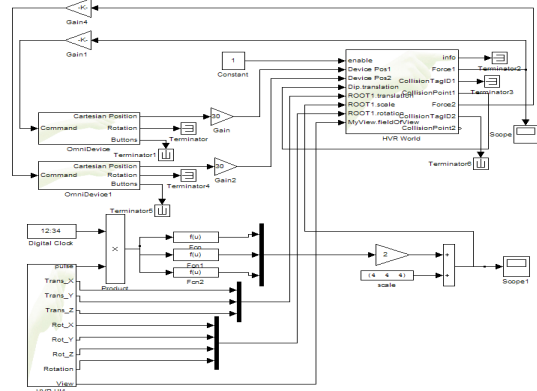 -K-
Gain4
-K-
Gain1
1
Constant
enable
Device Pos1
Device Pos2
Dip.translation
ROOT1.translation
ROOT1.scale
ROOT1.rotation
MyView.fieldOfView
info
Force1
CollisionTagID1
CollisionPoint1
Force2
CollisionTagID2
CollisionPoint2
HVR World
Terminator2
Terminator3
Terminator6
Scope
Command
Cartesian Position
Rotation
Buttons
OmniDevice
30
Gain
Terminator
Terminator1
Command
Cartesian Position
Rotation
Buttons
OmniDevice1
30
Gain2
Terminator4
Terminator5
12:34
Digital Clock
X
Product
f(u)
Fcn
f(u)
Fcn1
f(u)
Fcn2
2
(4 4 4)
scale
+
+
Scope1
pulse
Trans_X
Trans_Y
Trans_Z
Rot_X
Rot_Y
Rot_Z
Rotation
View